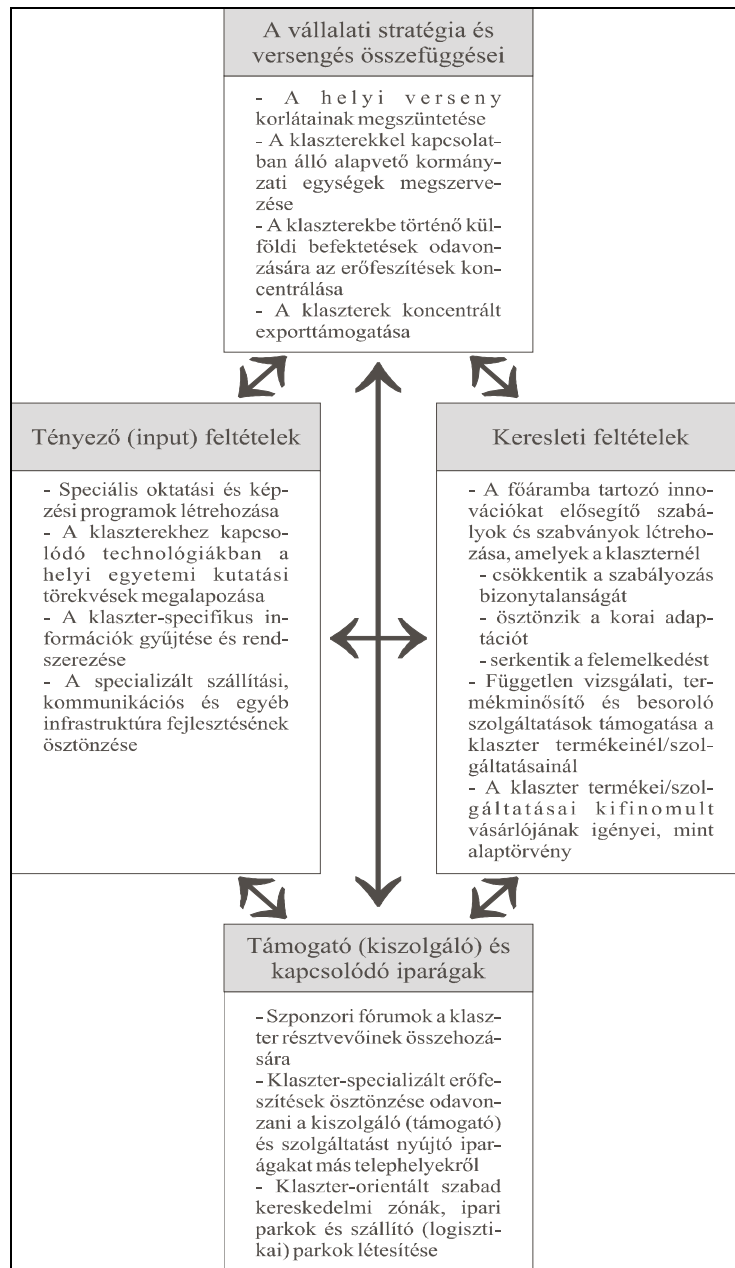 A vállalati stratégia és
versengés összefüggései
- A helyi verseny
korlátainak megszüntetése
- A klaszterekkel kapcsolat-
ban álló alapvető kormány-
zati egységek megszerve-
zése
- A klaszterekbe történő kül-
földi befektetések odavon-
zására az erőfeszítések kon-
centrálása
- A klaszterek koncentrált
exporttámogatása
Tényező (input) feltételek
- Speciális oktatási és kép-
zési programok létrehozása
- A klaszterekhez kapcso-
lódó technológiákban a
helyi egyetemi kutatási
törekvések megalapozása
- A klaszter-specifikus in-
formációk gyűjtése és rend-
szerezése
- A specializált szállítási,
kommunikációs és egyéb
infrastruktúra fejlesztésének
ösztönzése
Keresleti feltételek
- A főáramba tartozó inno-
vációkat elősegítő szabá-
lyok és szabványok létreho-
zása, amelyek a klaszternél
- csökkentik a szabályozás
bizonytalanságát
- ösztönzik a korai adap-
tációt
- serkentik a felemelkedést
- Független vizsgálati, ter-
mékminősítő és besoroló
szolgáltatások támogatása a
klaszter termékeinél/szol-
gáltatásainál
- A klaszter termékei/szol-
gáltatásai kifinomult
vásárlójának igényei, mint
alaptörvény
Támogató (kiszolgáló) és
kapcsolódó iparágak
- Szponzori fórumok a klasz-
ter résztvevőinek összehozá-
sára
- Klaszter-specializált erőfe-
szítések ösztönzése odavon-
zani a kiszolgáló (támogató)
és szolgáltatást nyújtó ipar-
ágakat más telephelyekről
- Klaszter-orientált szabad
kereskedelmi zónák, ipari
parkok és szállító (logiszti-
kai) parkok létesítése